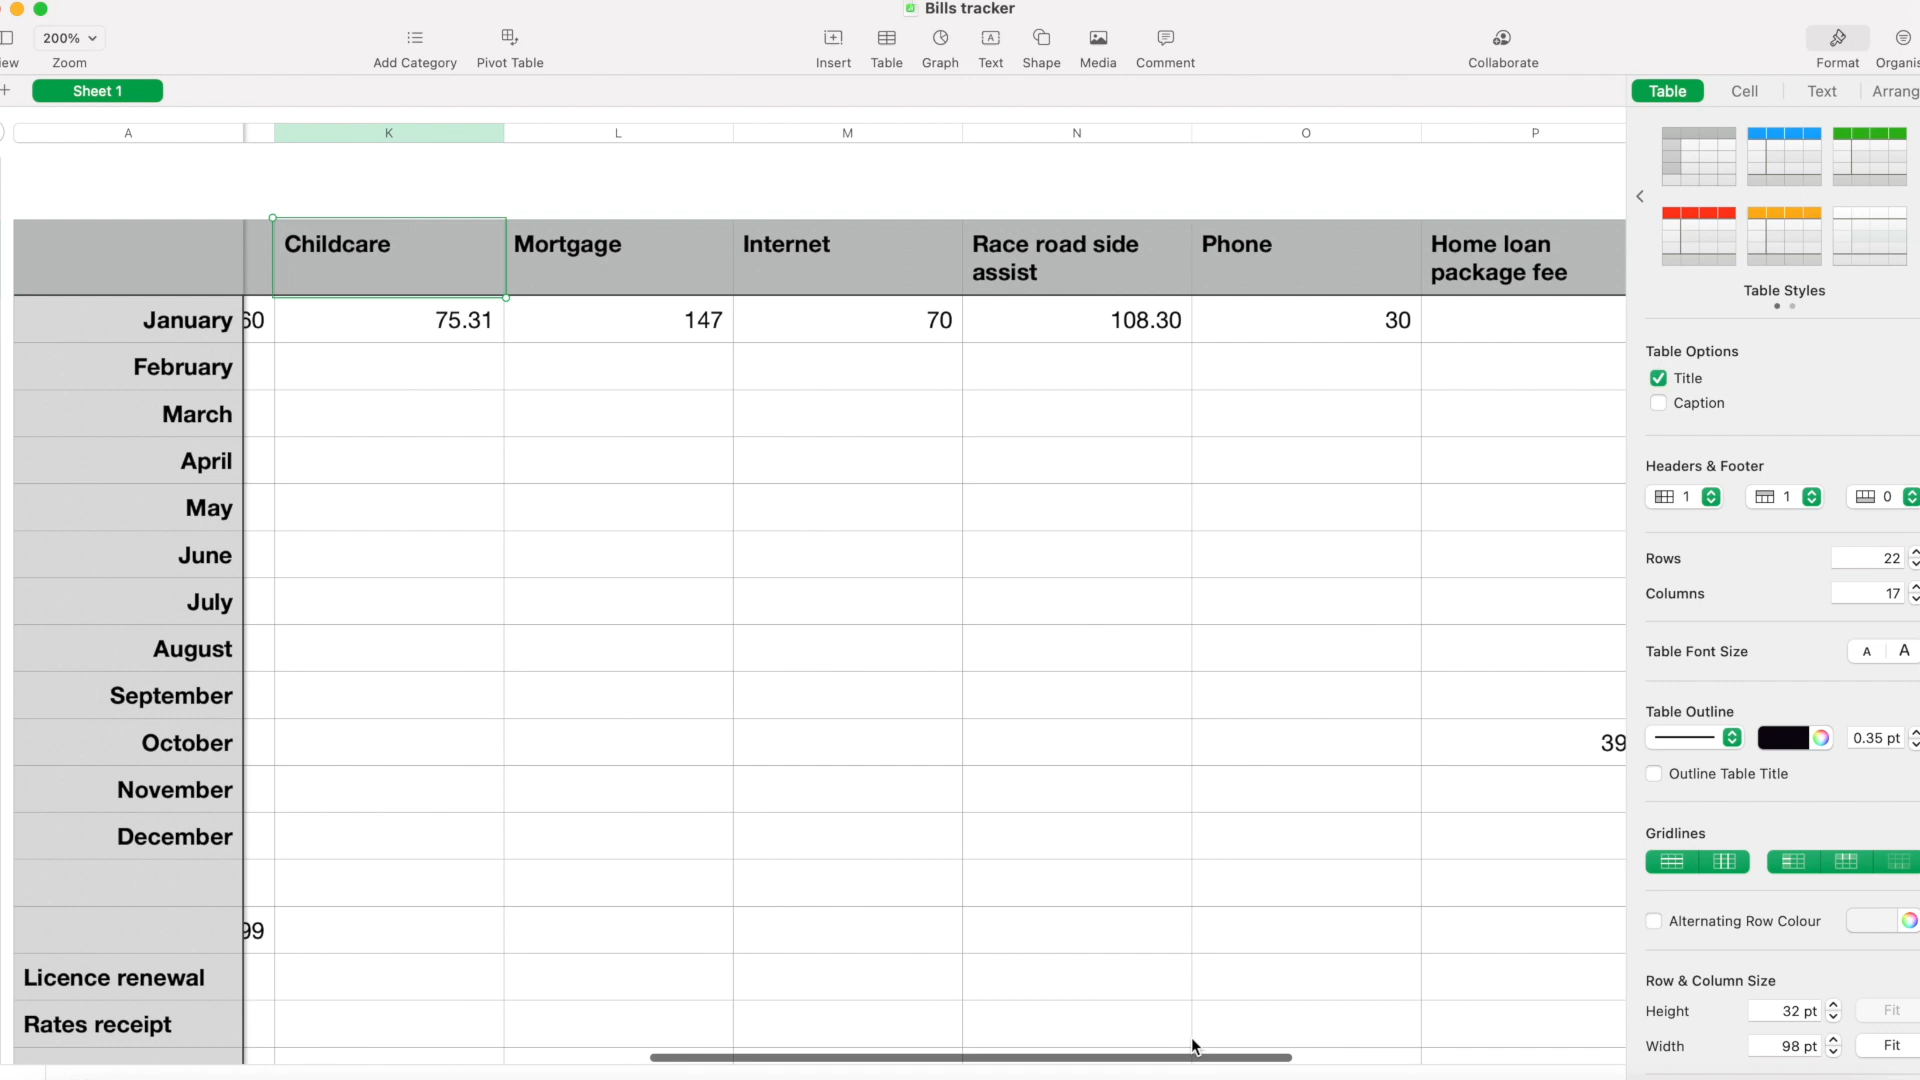 Bills tracker
200%
Zoom
Add Category
Pivot Table
Insert
Table
Graph
Text
Shape
Media
Comment
Collaborate
Format
Sheet 1
Table
Cell
Text
A
K
L
M
N
O
P
Childcare
Mortgage
Internet
Race road side
assist
Phone
Home loan
package fee
January
60
75.31
147
70
108.30
30
February
March
April
May
June
July
August
September
October
39
November
December
99
Licence renewal
Rates receipt
Table Styles
Table Options
Title
Caption
Headers & Footer
1
1
0
Rows
22
Columns
17
Table Font Size
A
A
Table Outline
0.35 pt
Outline Table Title
Gridlines
Alternating Row Colour
Row & Column Size
Height
32 pt
Fit
Width
98 pt
Fit